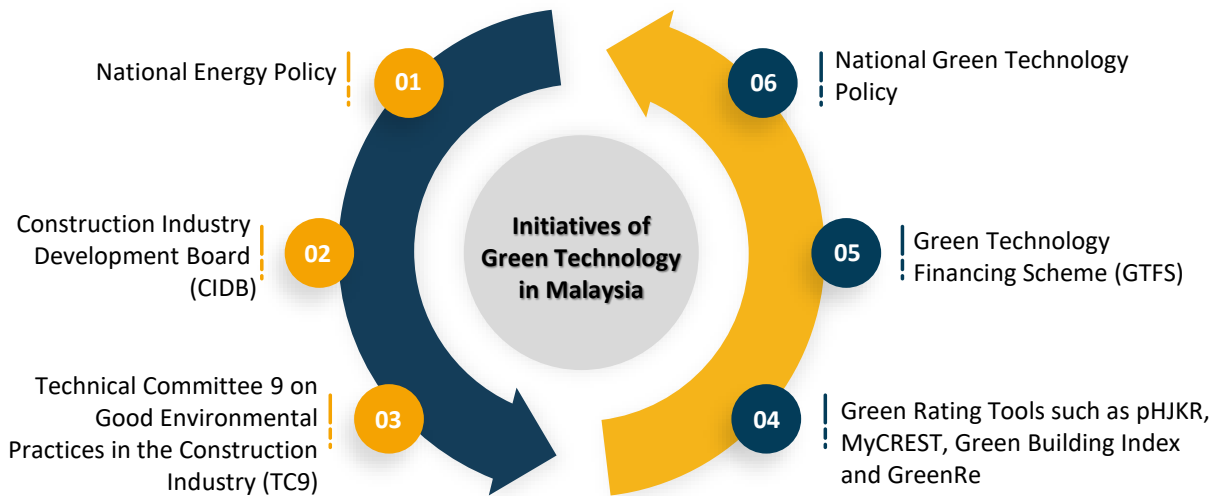 Initiatives of
Green Technology
in Malaysia
01
National Energy Policy
02
Construction Industry
Development Board
(CIDB)
03
Technical Committee 9 on
Good Environmental
Practices in the Construction
Industry (TC9)
04
Green Rating Tools such as pHJKR,
MyCREST, Green Building Index
and GreenRe
05
Green Technology
Financing Scheme (GTFS)
06
National Green Technology
Policy